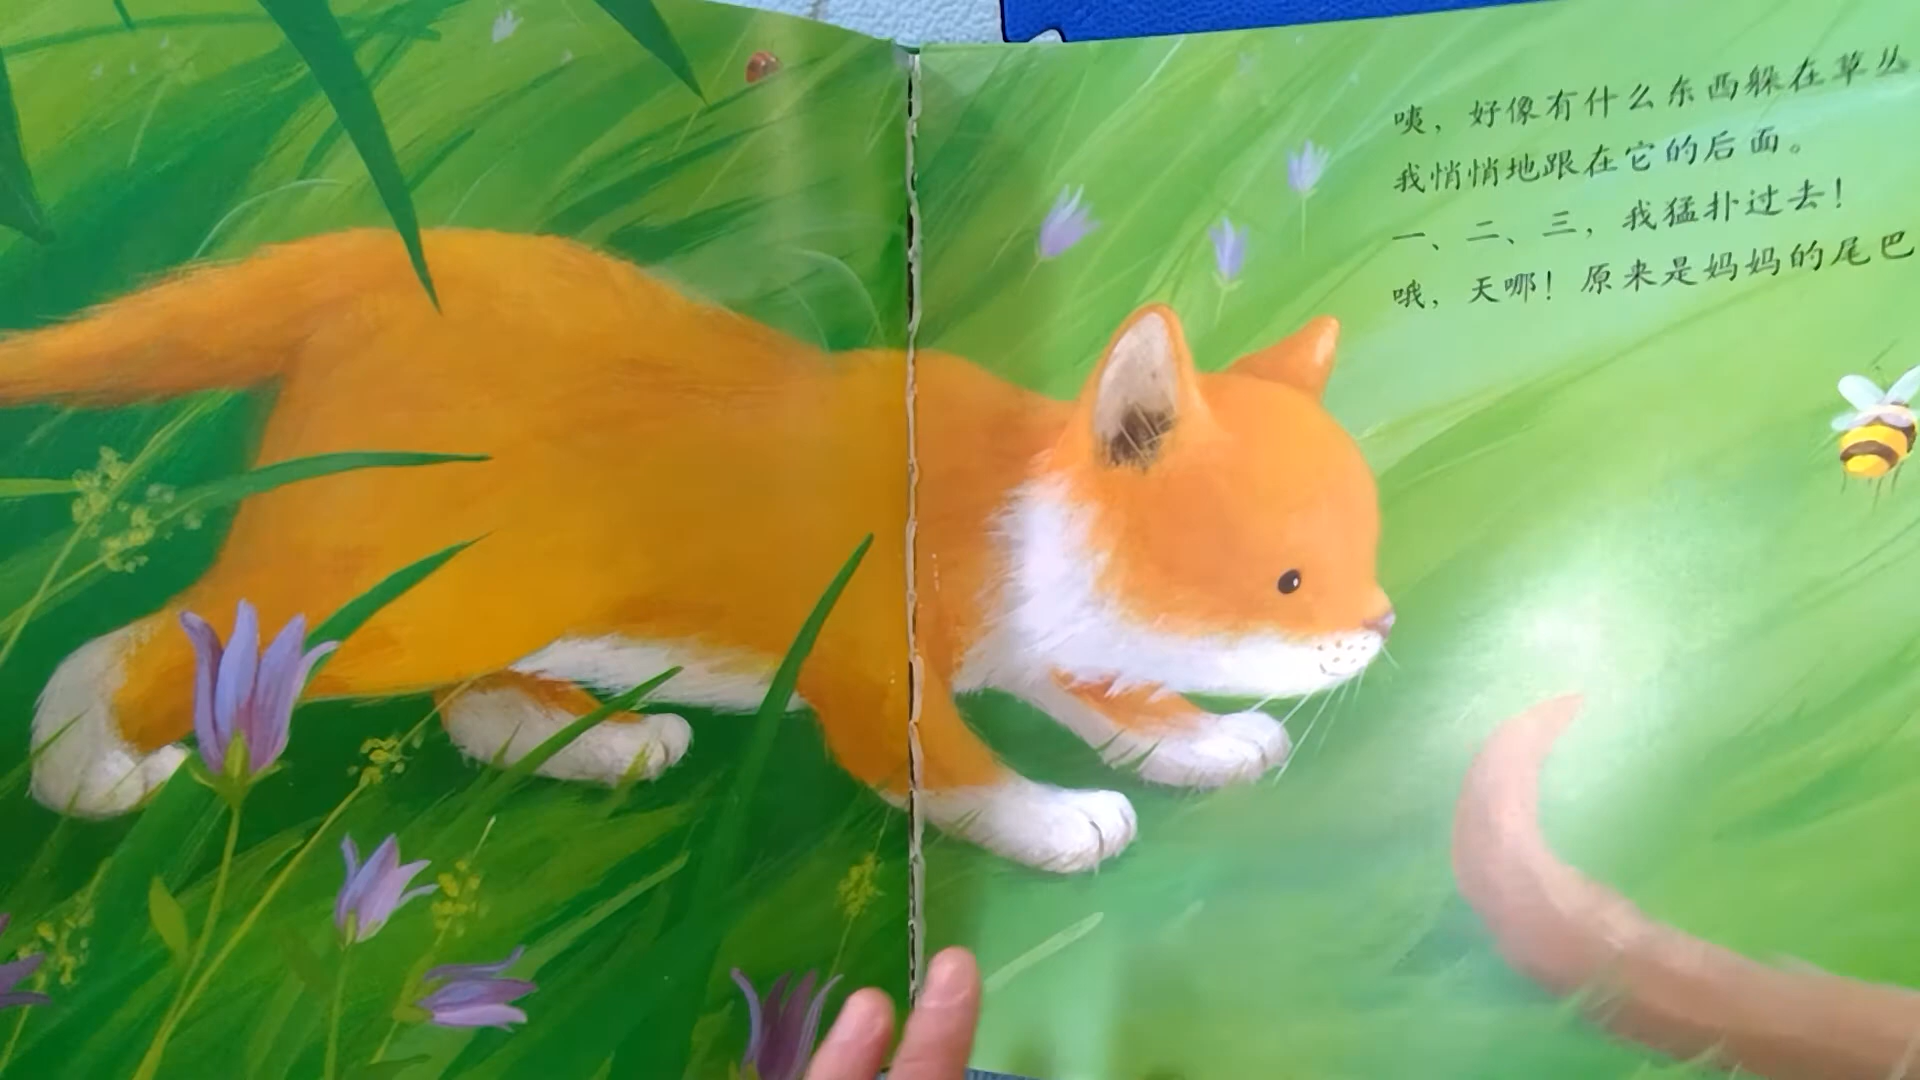 咦，好像有什么东西躲在草丛
我悄悄地跟在它的后面。
一、二、三，我猛扑过去！
哦，天哪！原来是妈妈的尾巴